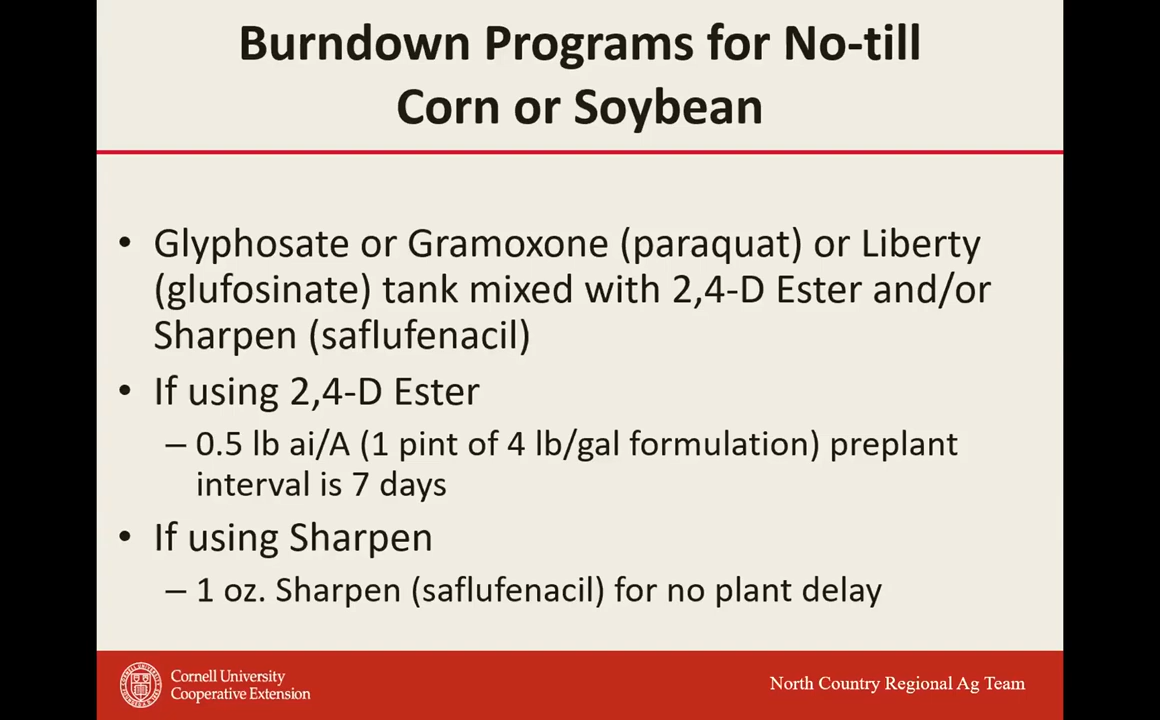 Burndown Programs for No-till
Corn or Soybean
• Glyphosate or Gramoxone (paraquat) or Liberty
(glufosinate) tank mixed with 2,4-D Ester and/or
Sharpen (saflufenacil)
• If using 2,4-D Ester
– 0.5 lb ai/A (1 pint of 4 lb/gal formulation) preplant
interval is 7 days
• If using Sharpen
– 1 oz. Sharpen (saflufenacil) for no plant delay
Cornell University
Cooperative Extension
North Country Regional Ag Team